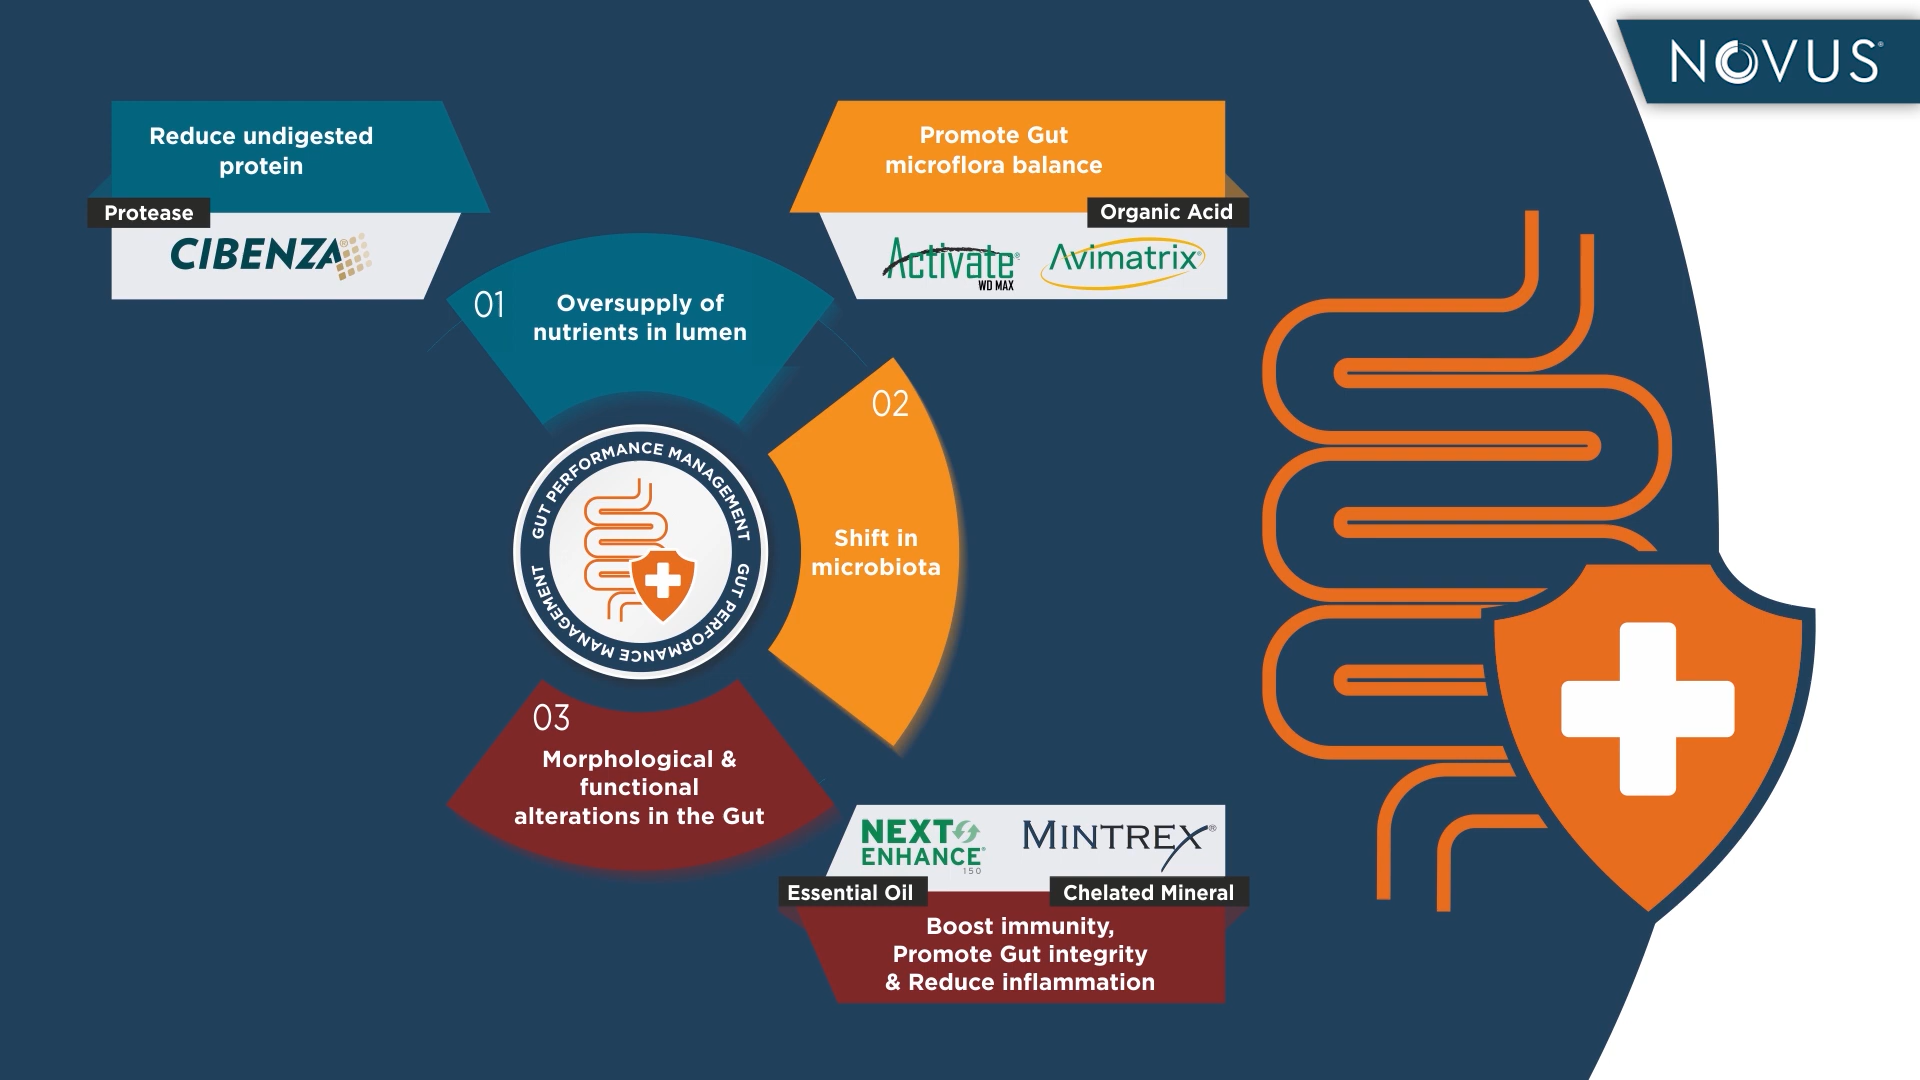 NOVUS®
Reduce undigested
protein
Protease
CIBENZA®
Promote Gut
microflora balance
Organic Acid
Activate®
WD MAX
Avimatrix®
01
Oversupply of
nutrients in lumen
02
Shift in
microbiota
GUT PERFORMANCE MANAGEMENT
GUT PERFORMANCE MANAGEMENT
03
Morphological &
functional
alterations in the Gut
NEXT
ENHANCE®
150
MINTREX®
Essential Oil
Chelated Mineral
Boost immunity,
Promote Gut integrity
& Reduce inflammation